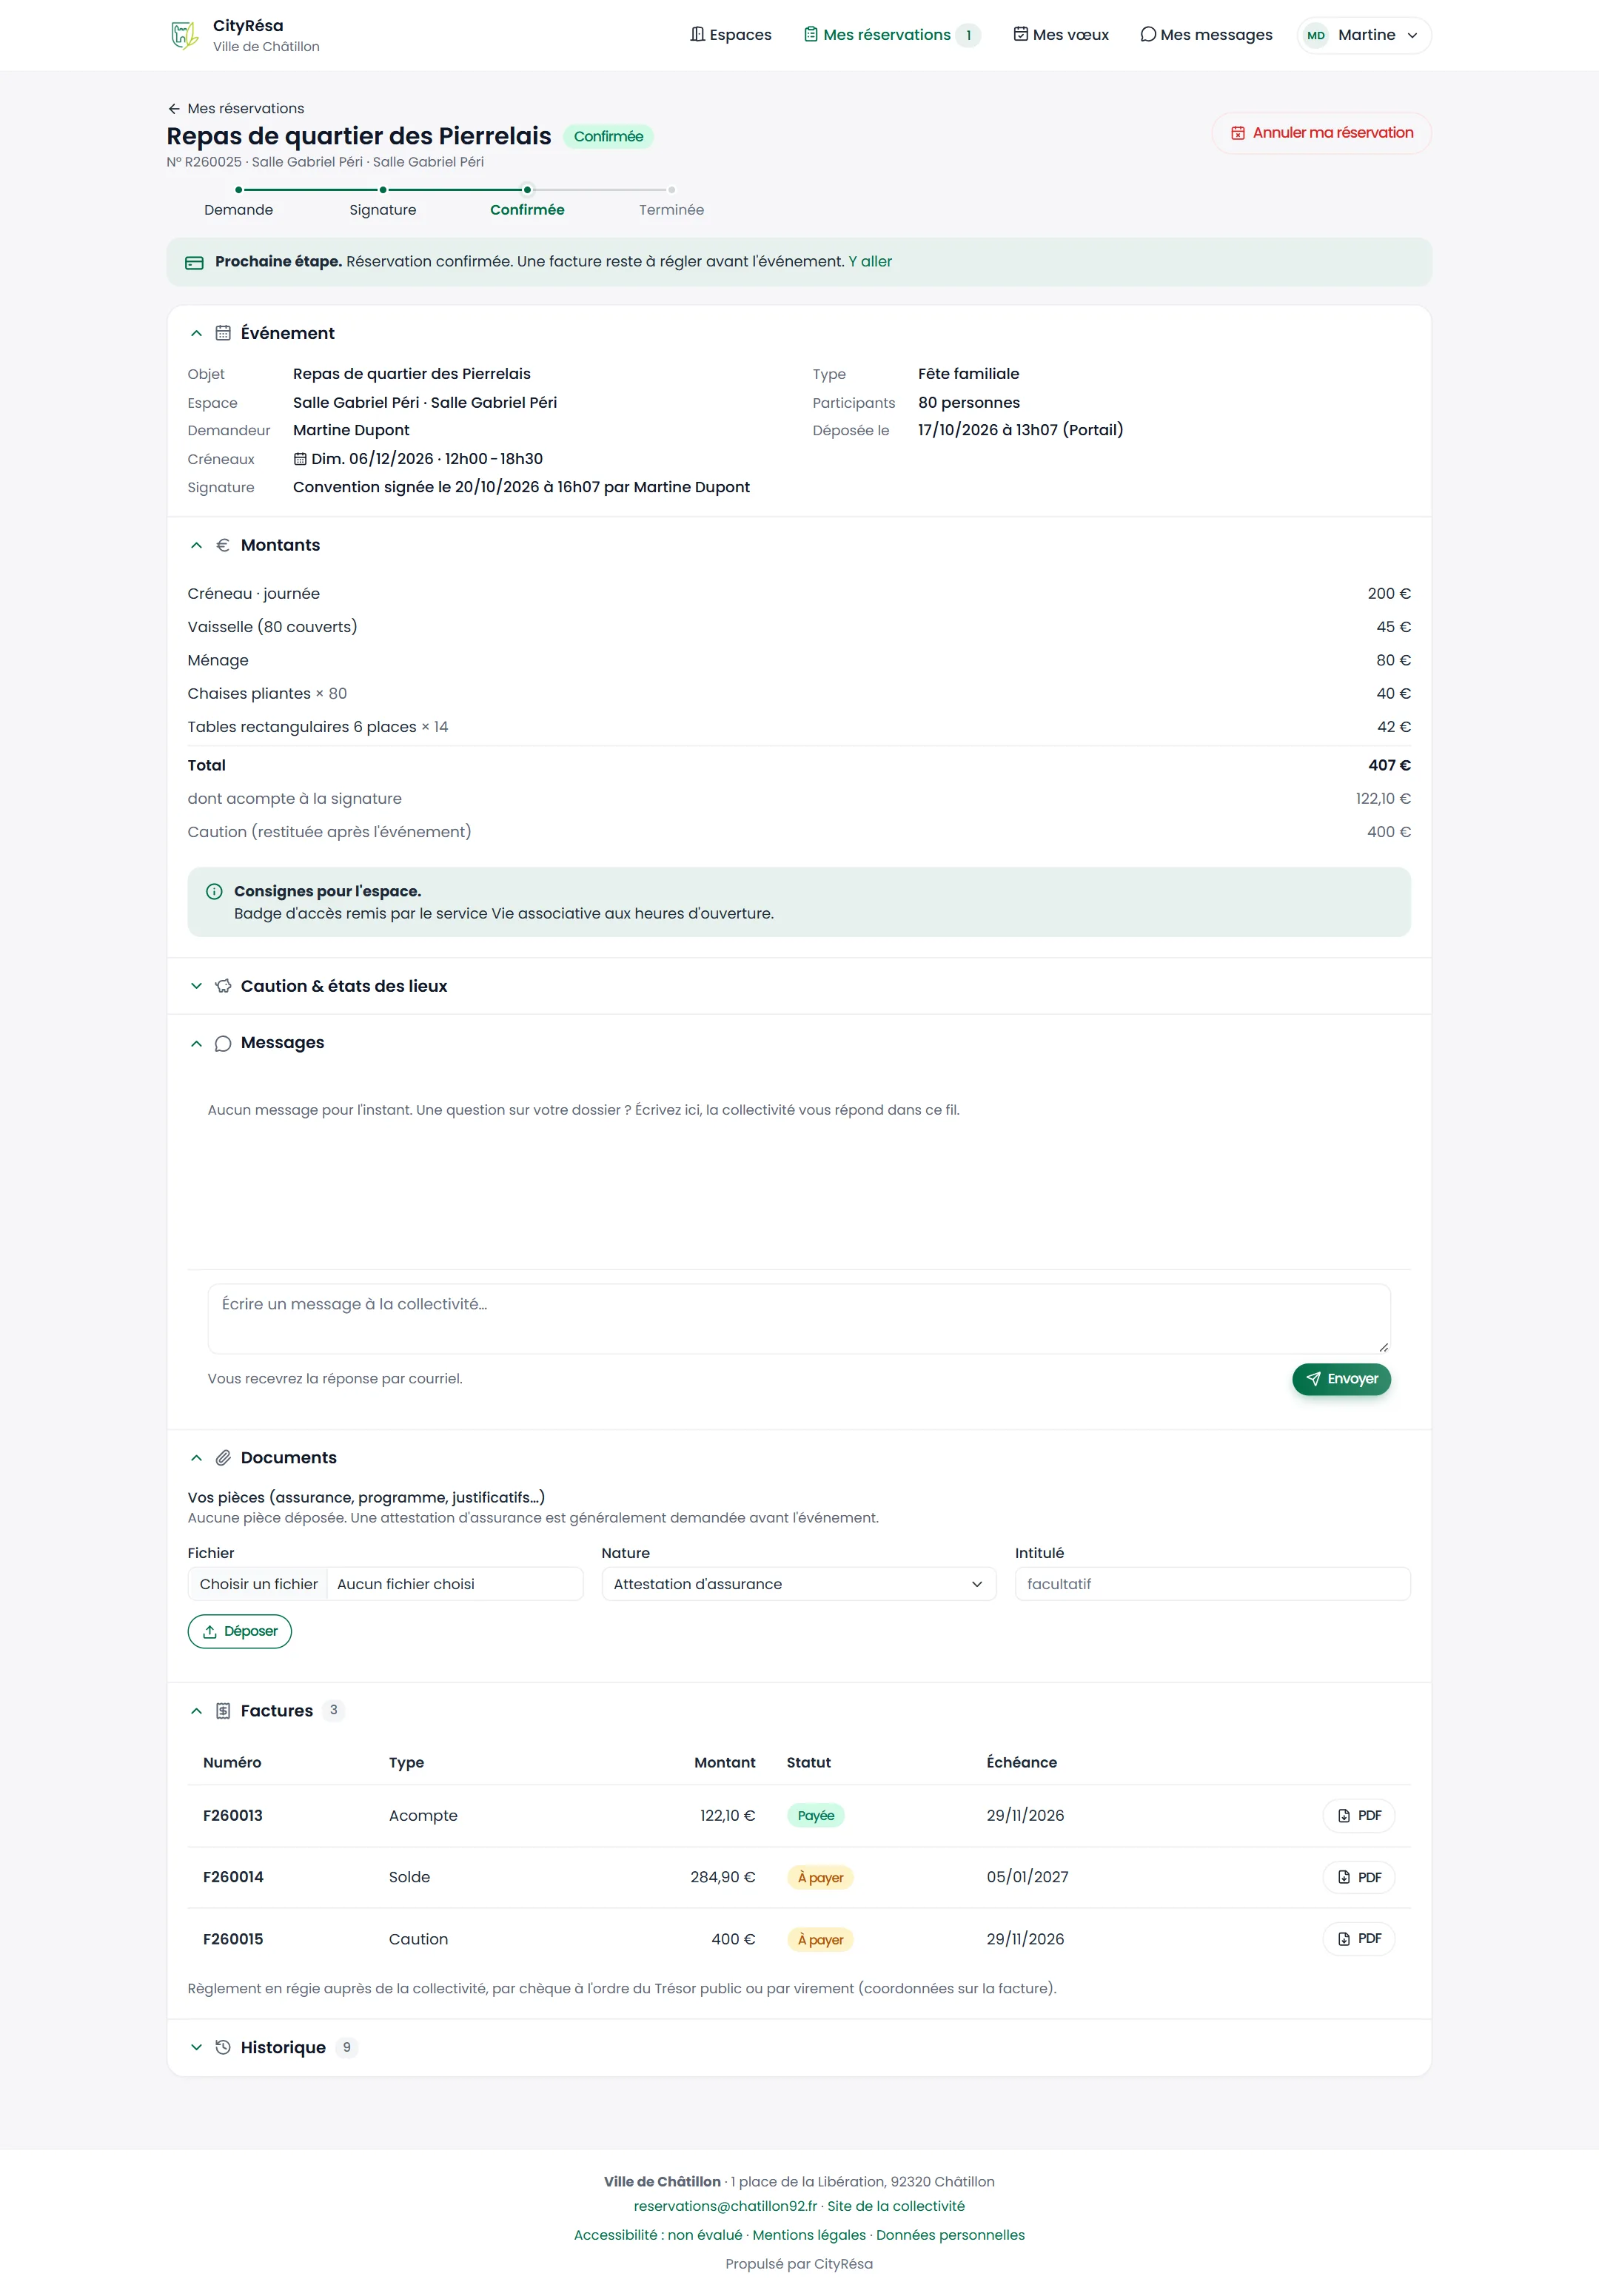 CityRésa
Ville de Châtillon
Espaces
Mes réservations 1
Mes vœux
Mes messages
MD Martine
Mes réservations
Repas de quartier des Pierrelais Confirmée
Annuler ma réservation
N° R260025 · Salle Gabriel Péri · Salle Gabriel Péri
Demande Signature Confirmée Terminée
Prochaine étape. Réservation confirmée. Une facture reste à régler avant l'événement. Y aller
Événement
Objet Repas de quartier des Pierrelais
Type Fête familiale
Espace Salle Gabriel Péri · Salle Gabriel Péri
Participants 80 personnes
Demandeur Martine Dupont
Déposée le 17/10/2026 à 13h07 (Portail)
Créneaux Dim. 06/12/2026 · 12h00–18h30
Signature Convention signée le 20/10/2026 à 16h07 par Martine Dupont
€ Montants
Créneau · journée 200 €
Vaisselle (80 couverts) 45 €
Ménage 80 €
Chaises pliantes × 80 40 €
Tables rectangulaires 6 places × 14 42 €
Total 407 €
dont acompte à la signature 122,10 €
Caution (restituée après l'événement) 400 €
Consignes pour l'espace.
Badge d'accès remis par le service Vie associative aux heures d'ouverture.
Caution & états des lieux
Messages
Aucun message pour l'instant. Une question sur votre dossier ? Écrivez ici, la collectivité vous répond dans ce fil.
Écrire un message à la collectivité…
Vous recevrez la réponse par courriel.
Envoyer
Documents
Vos pièces (assurance, programme, justificatifs…)
Aucune pièce déposée. Une attestation d'assurance est généralement demandée avant l'événement.
Fichier Nature Intitulé
Choisir un fichier Aucun fichier choisi Attestation d'assurance facultatif
Déposer
Factures 3
Numéro Type Montant Statut Échéance
F260013 Acompte 122,10 € Payée 29/11/2026 PDF
F260014 Solde 284,90 € À payer 05/01/2027 PDF
F260015 Caution 400 € À payer 29/11/2026 PDF
Règlement en régie auprès de la collectivité, par chèque à l'ordre du Trésor public ou par virement (coordonnées sur la facture).
Historique 9
Ville de Châtillon · 1 place de la Libération, 92320 Châtillon
reservations@chatillon92.fr · Site de la collectivité
Accessibilité : non évalué · Mentions légales · Données personnelles
Propulsé par CityRésa